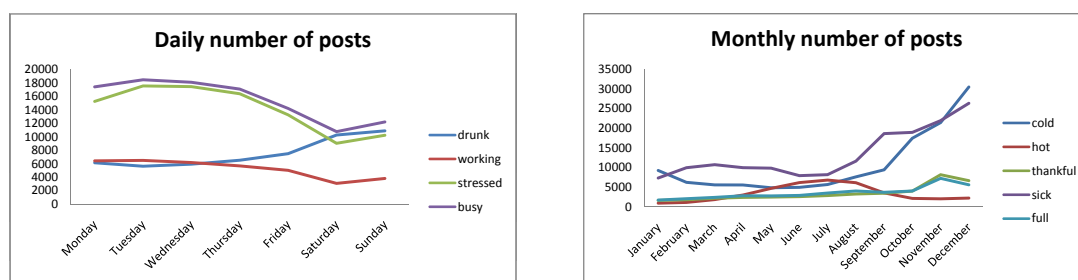 Daily number of posts
20000
18000
16000
14000
12000
10000
8000
6000
4000
2000
0
Monday
Tuesday
Wednesday
Thursday
Friday
Saturday
Sunday
drunk
working
stressed
busy
Monthly number of posts
35000
30000
25000
20000
15000
10000
5000
0
January
February
March
April
May
June
July
August
September
October
November
December
cold
hot
thankful
sick
full